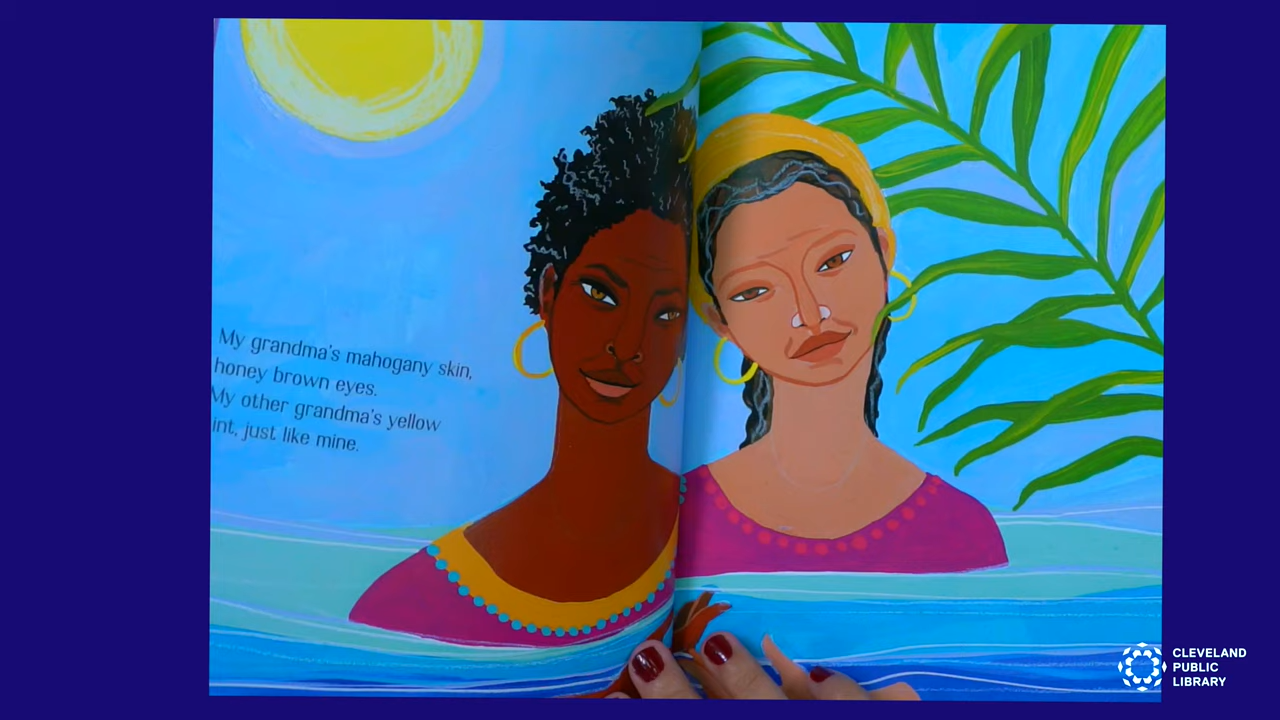 My grandma's mahogany skin,
honey brown eyes.
My other grandma's yellow
int, just like mine.
CLEVELAND
PUBLIC
LIBRARY